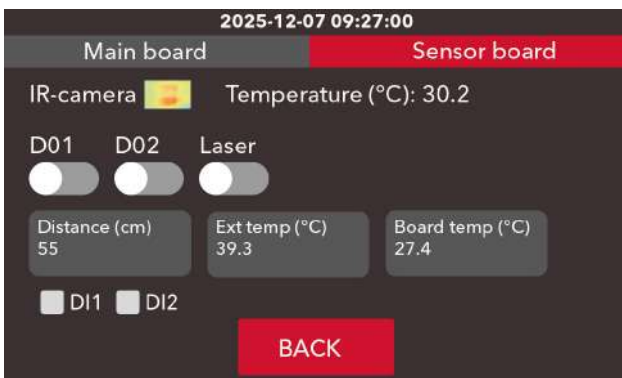 2025-12-07 09:27:00
Main board Sensor board
IR-camera Temperature (°C): 30.2
D01 D02 Laser
Distance (cm) Ext temp (°C) Board temp (°C)
55 39.3 27.4
DI1 DI2
BACK